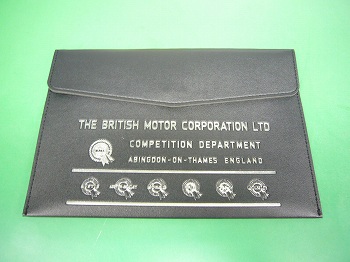 THE BRITISH MOTOR CORPORATION LTD
COMPETITION DEPARTMENT
ABINGDON-ON-THAMES ENGLAND